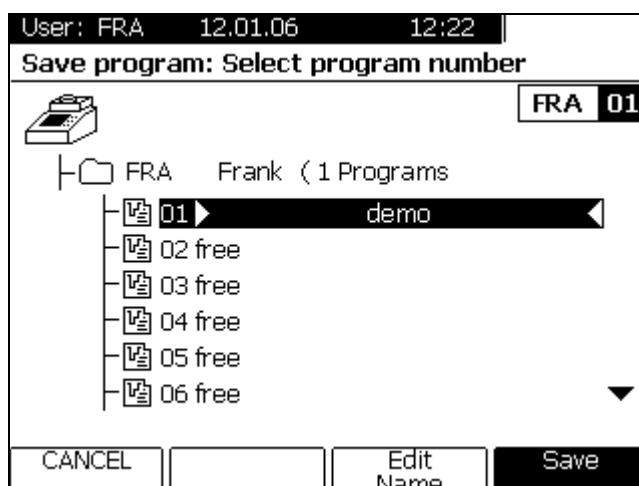 User: FRA 12.01.06 12:22
Save program: Select program number
FRA 01
FRA Frank ( 1 Programs
01 demo
02 free
03 free
04 free
05 free
06 free
CANCEL Edit Name Save